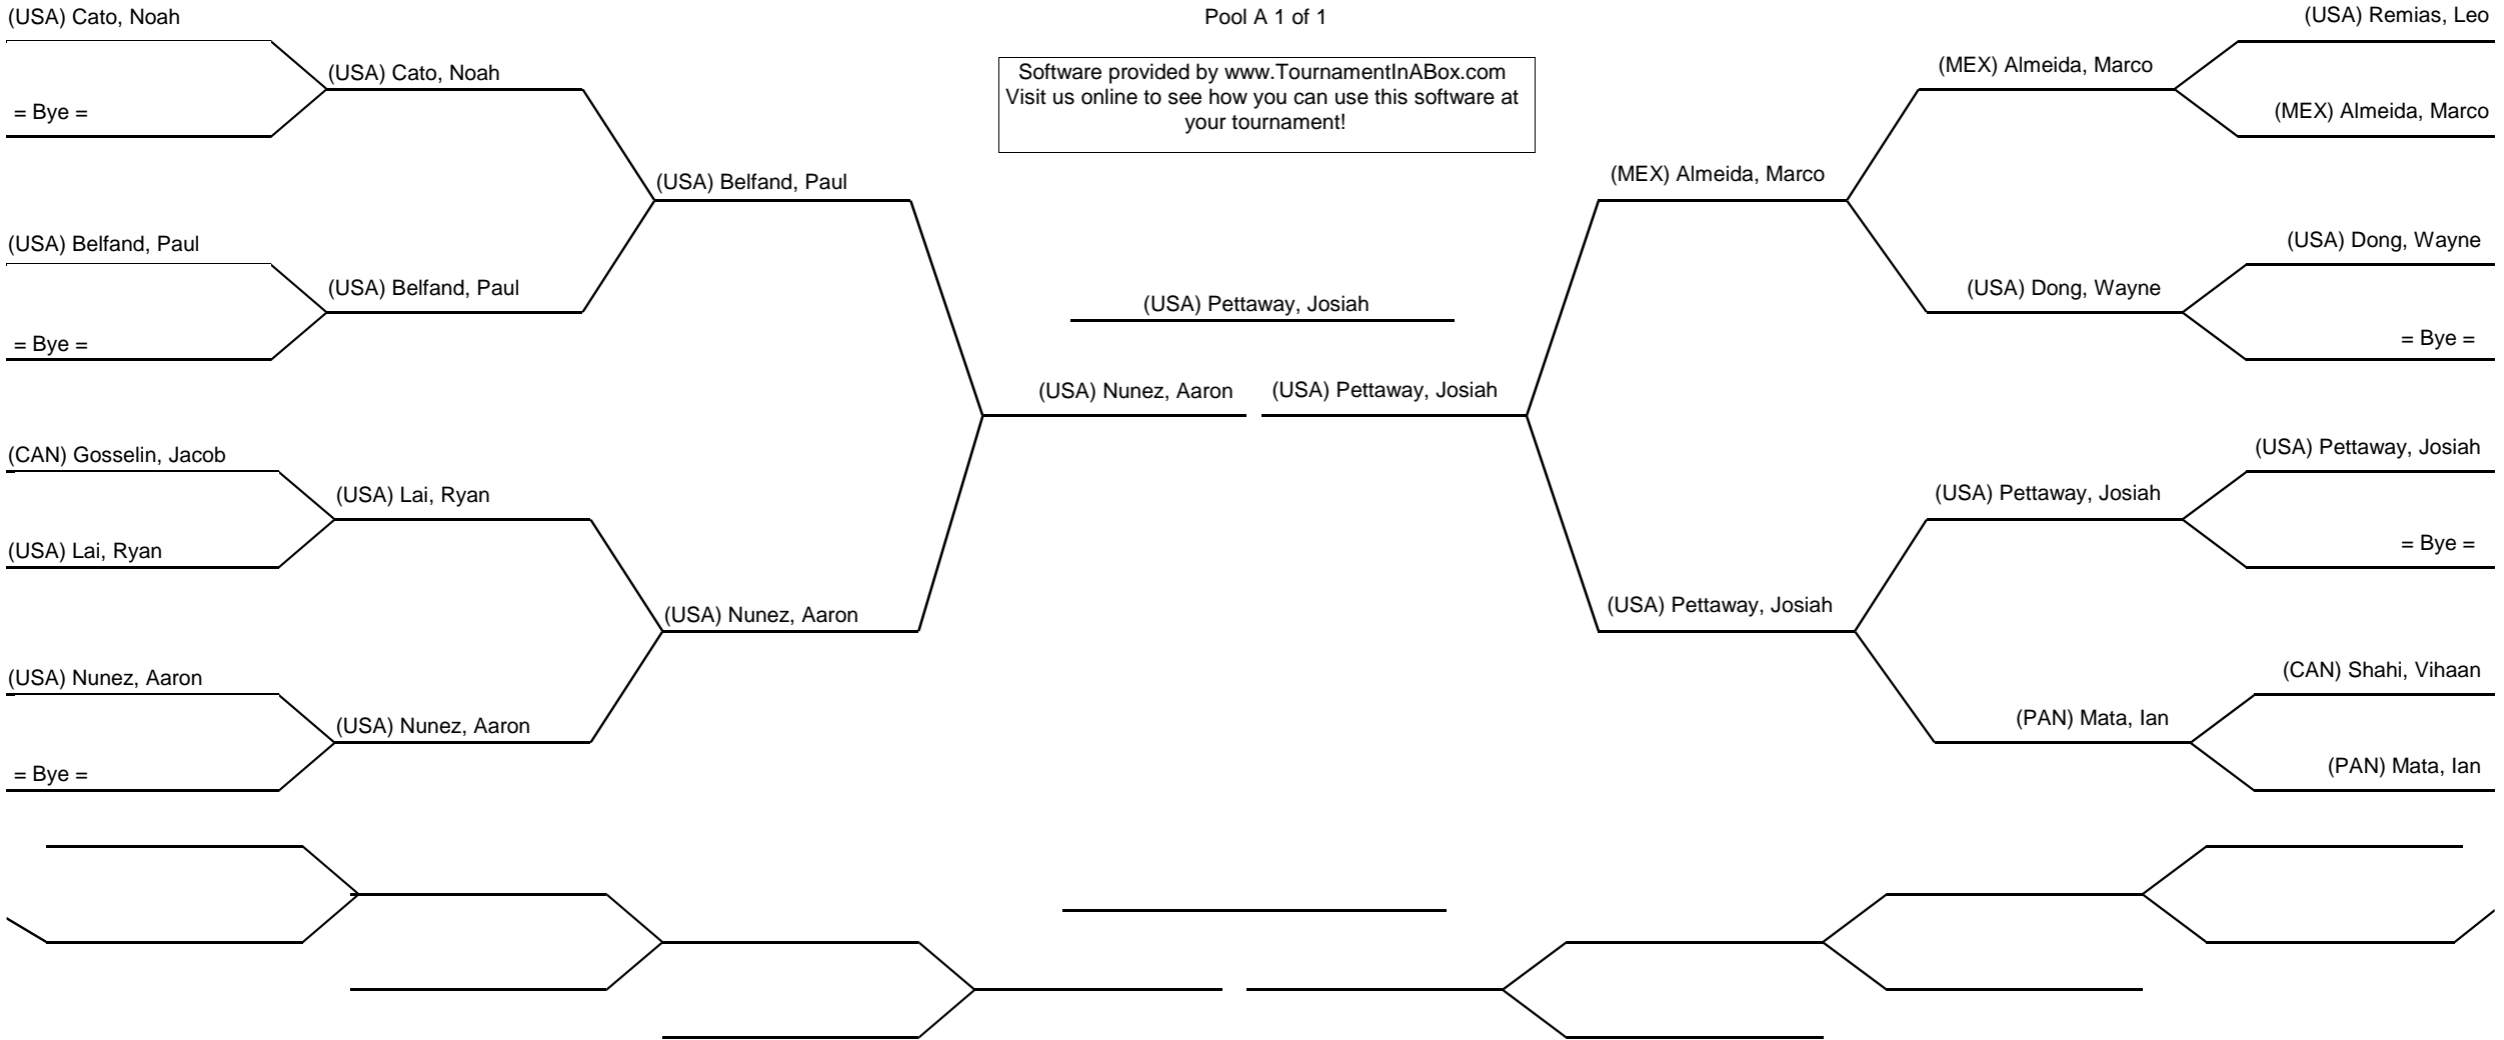 (USA) Cato, Noah
= Bye =
(USA) Belfand, Paul
= Bye =
(CAN) Gosselin, Jacob
(USA) Lai, Ryan
(USA) Nunez, Aaron
= Bye =
(USA) Cato, Noah
(USA) Belfand, Paul
(USA) Lai, Ryan
(USA) Nunez, Aaron
(USA) Belfand, Paul
(USA) Nunez, Aaron
Pool A 1 of 1
Software provided by www.TournamentInABox.com
Visit us online to see how you can use this software at
your tournament!
(USA) Pettaway, Josiah
(USA) Nunez, Aaron
(USA) Pettaway, Josiah
(MEX) Almeida, Marco
(USA) Pettaway, Josiah
(MEX) Almeida, Marco
(USA) Dong, Wayne
(USA) Pettaway, Josiah
(PAN) Mata, Ian
(USA) Remias, Leo
(MEX) Almeida, Marco
(USA) Dong, Wayne
= Bye =
(USA) Pettaway, Josiah
= Bye =
(CAN) Shahi, Vihaan
(PAN) Mata, Ian